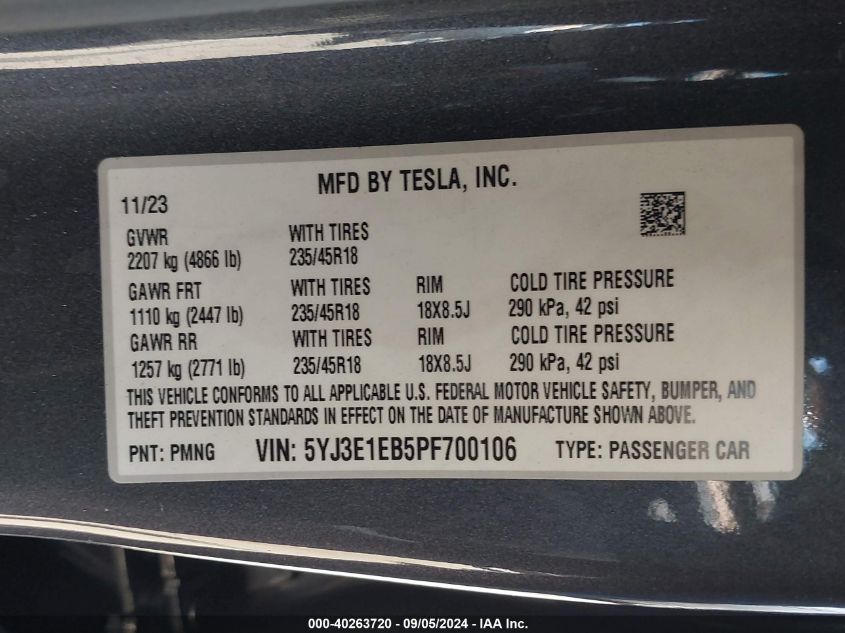 MFD BY TESLA, INC.
11/23
GVWR WITH TIRES
2207 kg (4866 lb) 235/45R18
GAWR FRT WITH TIRES RIM COLD TIRE PRESSURE
1110 kg (2447 lb) 235/45R18 18X8.5J 290 kPa, 42 psi
GAWR RR WITH TIRES RIM COLD TIRE PRESSURE
1257 kg (2771 lb) 235/45R18 18X8.5J 290 kPa, 42 psi
THIS VEHICLE CONFORMS TO ALL APPLICABLE U.S. FEDERAL MOTOR VEHICLE SAFETY, BUMPER, AND
THEFT PREVENTION STANDARDS IN EFFECT ON THE DATE OF MANUFACTURE SHOWN ABOVE.
PNT: PMNG VIN: 5YJ3E1EB5PF700106 TYPE: PASSENGER CAR
000-40263720 - 09/05/2024 - IAA Inc.